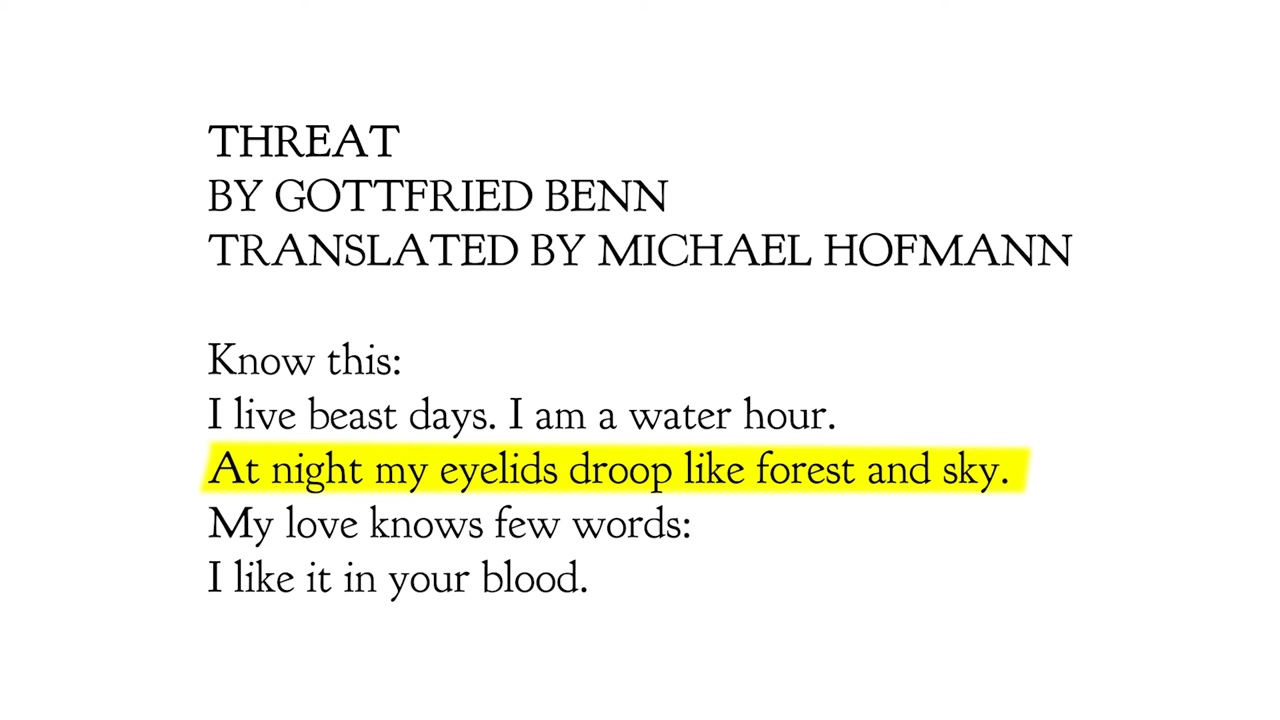 THREAT
BY GOTTFRIED BENN
TRANSLATED BY MICHAEL HOFMANN
Know this:
I live beast days. I am a water hour.
At night my eyelids droop like forest and sky.
My love knows few words:
I like it in your blood.